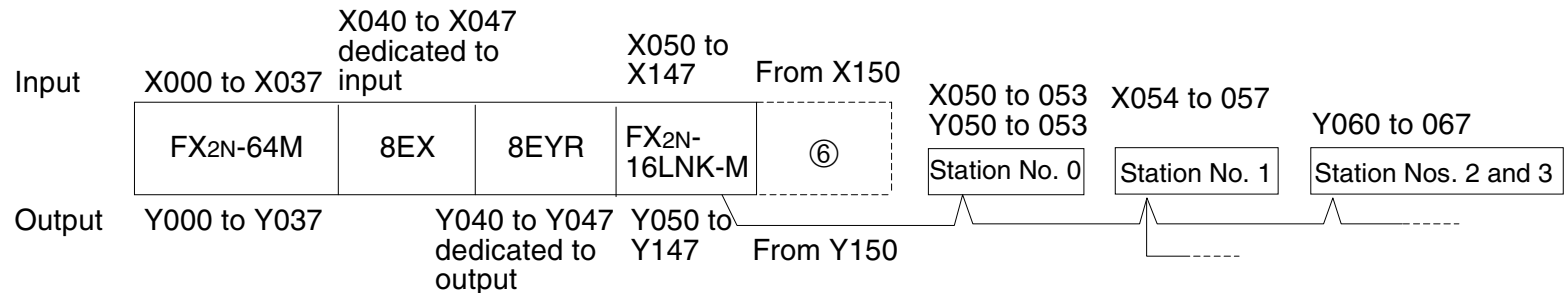 X040 to X047
dedicated to
input
X050 to
X147
Input
X000 to X037
From X150
X050 to 053
Y050 to 053
X054 to 057
Y060 to 067
FX2N-64M
8EX
8EYR
FX2N-
16LNK-M
⑥
Station No. 0
Station No. 1
Station Nos. 2 and 3
Output
Y000 to Y037
Y040 to Y047
dedicated to
output
Y050 to
Y147
From Y150